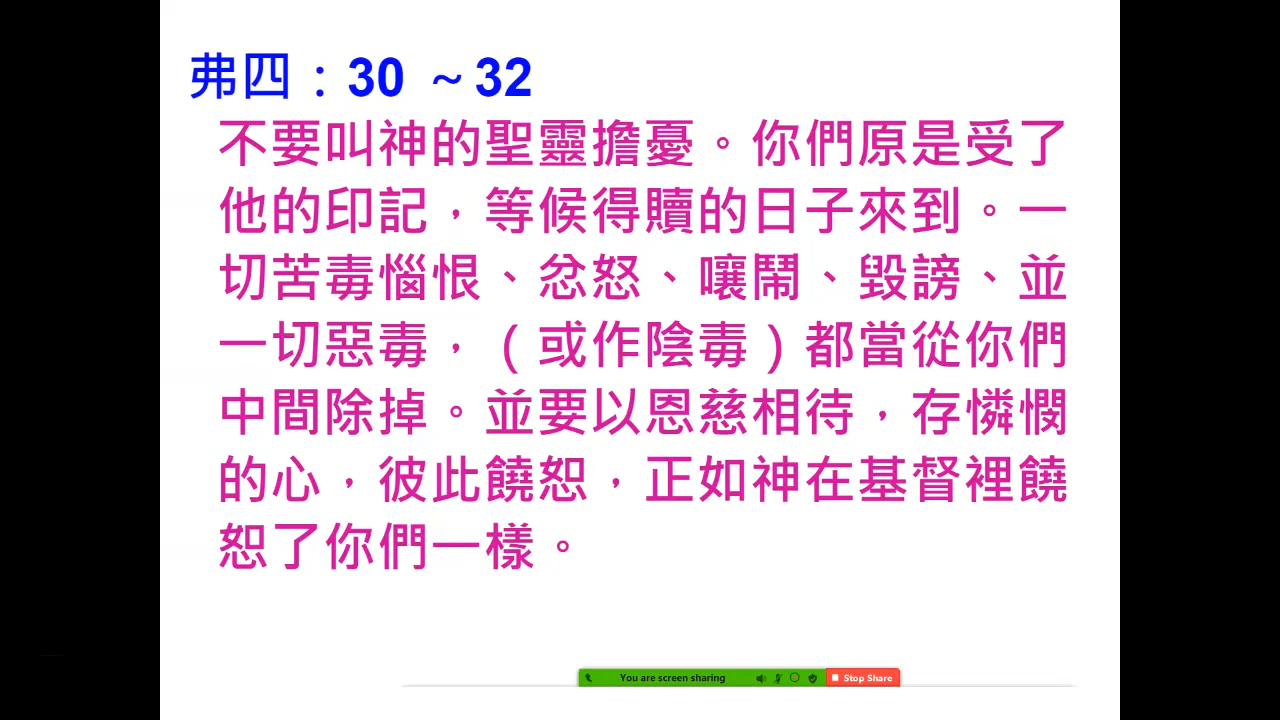 弗四：30 ～32
不要叫神的聖靈擔憂。你們原是受了
他的印記，等候得贖的日子來到。一
切苦毒惱恨、忿怒、嚷鬧、毀謗、並
一切惡毒，（或作陰毒）都當從你們
中間除掉。並要以恩慈相待，存憐憫
的心，彼此饒恕，正如神在基督裡饒
恕了你們一樣。
You are screen sharing
Stop Share